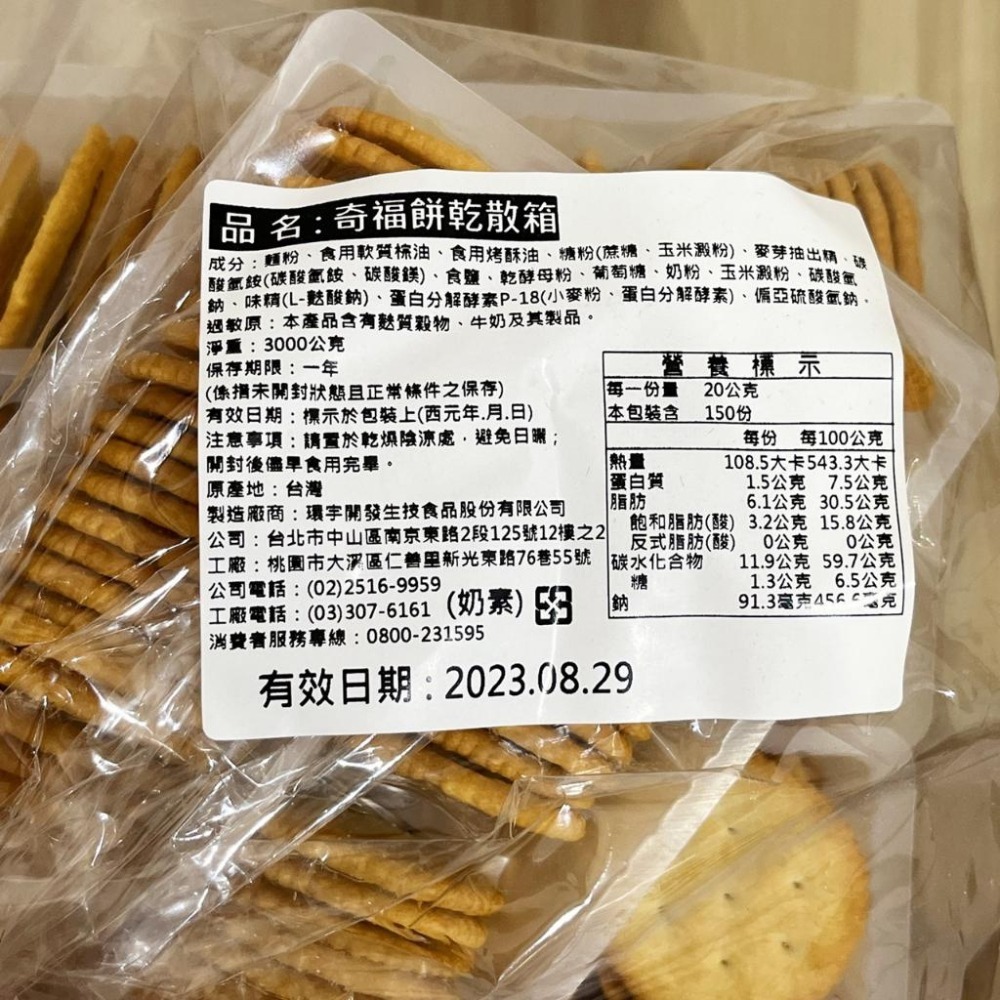 品 名：奇福餅乾散箱
成分：麵粉、食用軟質棕油、食用烤酥油、糖粉(蔗糖、玉米澱粉)、麥芽抽出精、碳
酸氫銨(碳酸氫銨、碳酸鎂)、食鹽、乾酵母粉、葡萄糖、奶粉、玉米澱粉、碳酸氫
鈉、味精(L-麩酸鈉)、蛋白分解酵素P-18(小麥粉、蛋白分解酵素)、偏亞硫酸氫鈉。
過敏原：本產品含有麩質穀物、牛奶及其製品。
淨重：3000公克
保存期限：一年
(係指未開封狀態且正常條件之保存)
有效日期：標示於包裝上(西元年.月.日)
注意事項：請置於乾燥陰涼處，避免日曬；
開封後儘早食用完畢。
原產地：台灣
製造廠商：環宇開發生技食品股份有限公司
公司：台北市中山區南京東路2段125號12樓之2
工廠：桃園市大溪區仁善里新光東路76巷55號
公司電話：(02)2516-9959
工廠電話：(03)307-6161 (奶素)
消費者服務專線：0800-231595
有效日期：2023.08.29
營 養 標 示
每一份量 20公克
本包裝含 150份
每份 每100公克
熱量 108.5大卡 543.3大卡
蛋白質 1.5公克 7.5公克
脂肪 6.1公克 30.5公克
飽和脂肪(酸) 3.2公克 15.8公克
反式脂肪(酸) 0公克 0公克
碳水化合物 11.9公克 59.7公克
糖 1.3公克 6.5公克
鈉 91.3毫克 456.6毫克